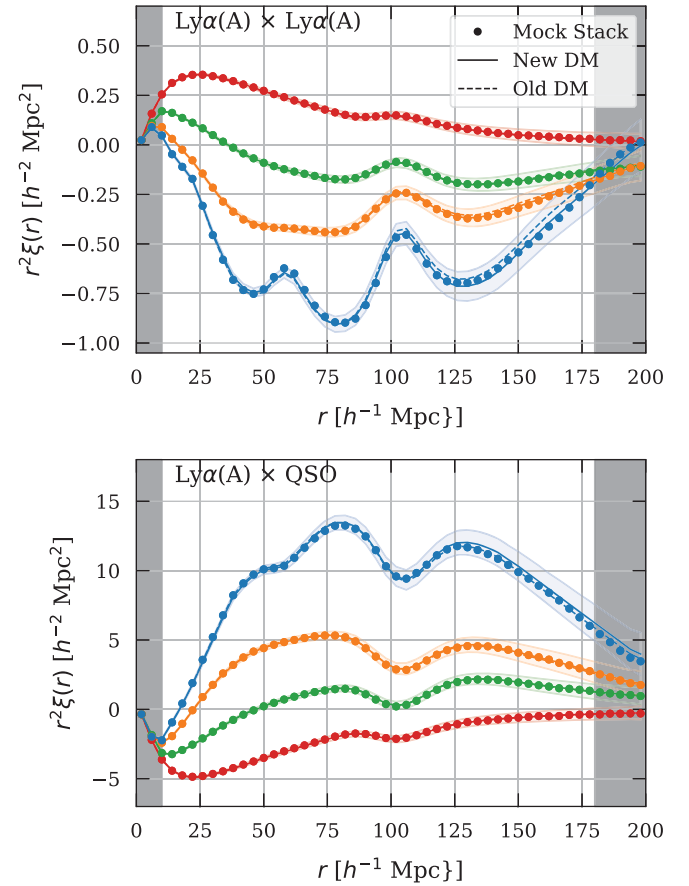 Lyα(A) × Lyα(A)
Mock Stack
New DM
Old DM
0.50
0.25
0.00
−0.25
−0.50
−0.75
−1.00
r²ξ(r) [h⁻² Mpc²]
0 25 50 75 100 125 150 175 200
r [h⁻¹ Mpc}]
Lyα(A) × QSO
15
10
5
0
−5
r²ξ(r) [h⁻² Mpc²]
0 25 50 75 100 125 150 175 200
r [h⁻¹ Mpc}]